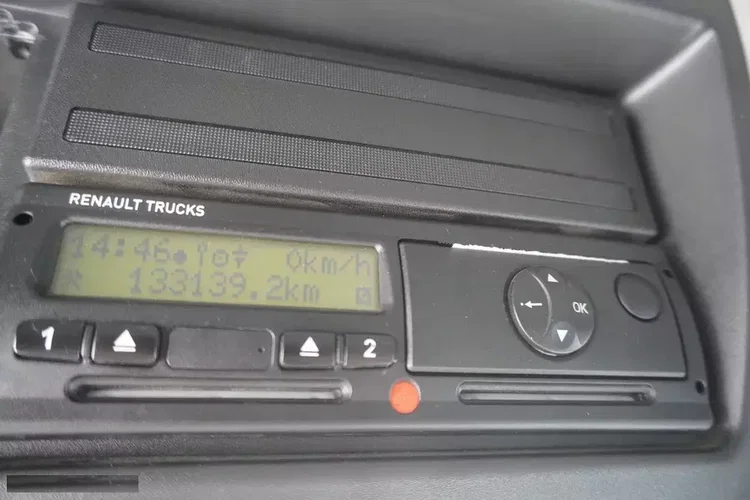 RENAULT TRUCKS
14:46 0km/h
133139.2km
1
2
OK